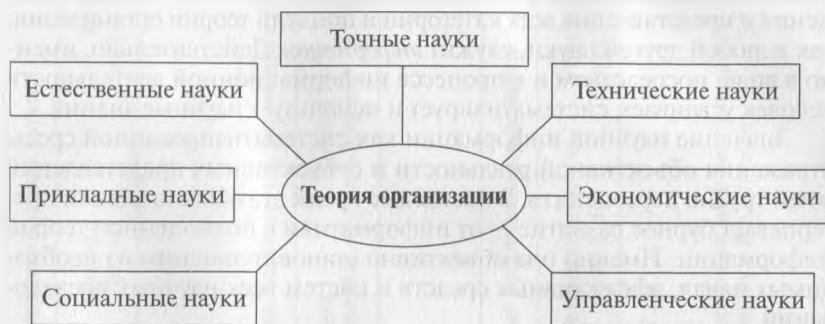 Точные науки
Естественные науки
Технические науки
Прикладные науки
Теория организации
Экономические науки
Социальные науки
Управленческие науки